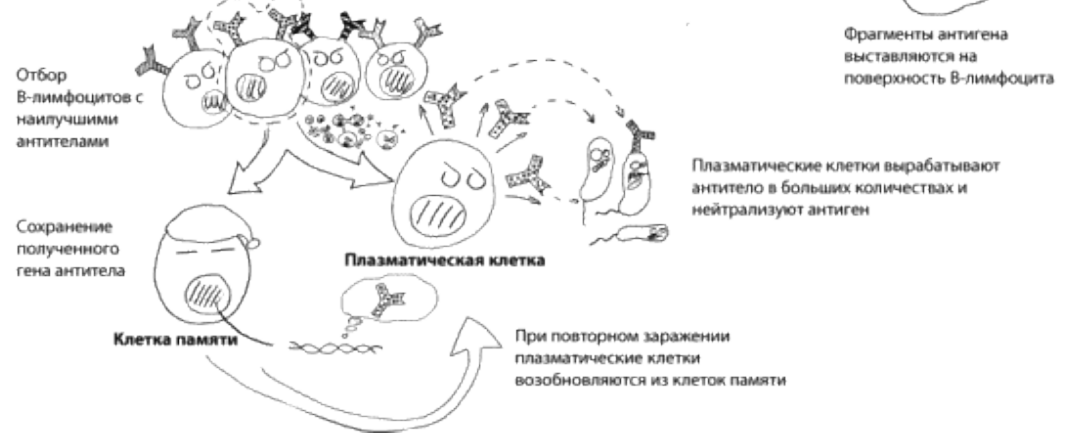 Фрагменты антигена
выставляются на
поверхность В-лимфоцита
Отбор
В-лимфоцитов с
наилучшими
антителами
Плазматические клетки вырабатывают
антитело в больших количествах и
нейтрализуют антиген
Сохранение
полученного
гена антитела
Плазматическая клетка
Клетка памяти
При повторном заражении
плазматические клетки
возобновляются из клеток памяти